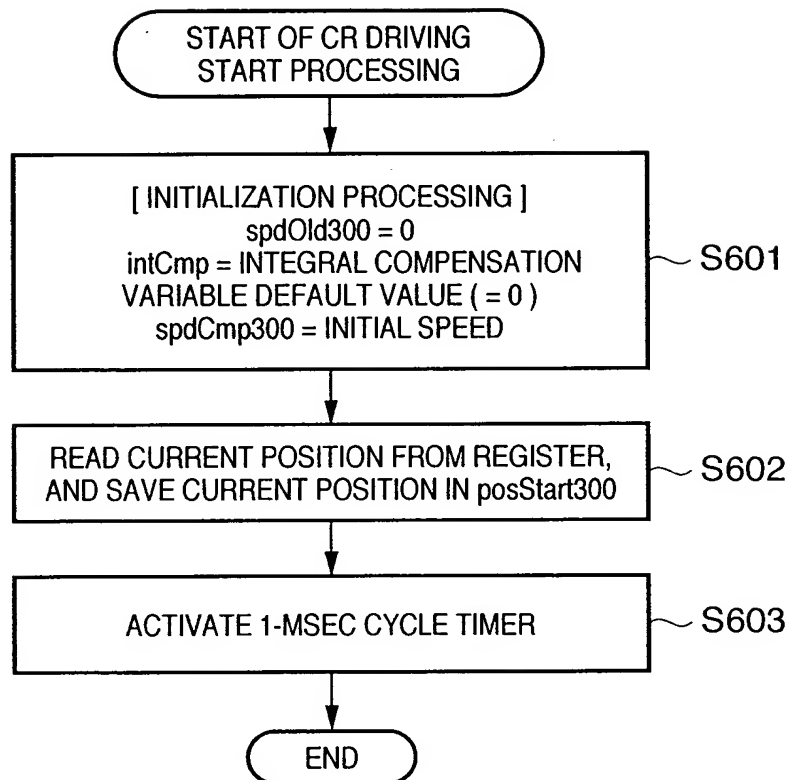 START OF CR DRIVING
START PROCESSING
[ INITIALIZATION PROCESSING ]
spdOld300 = 0
intCmp = INTEGRAL COMPENSATION
VARIABLE DEFAULT VALUE ( = 0 )
spdCmp300 = INITIAL SPEED
S601
READ CURRENT POSITION FROM REGISTER,
AND SAVE CURRENT POSITION IN posStart300
S602
ACTIVATE 1-MSEC CYCLE TIMER
S603
END